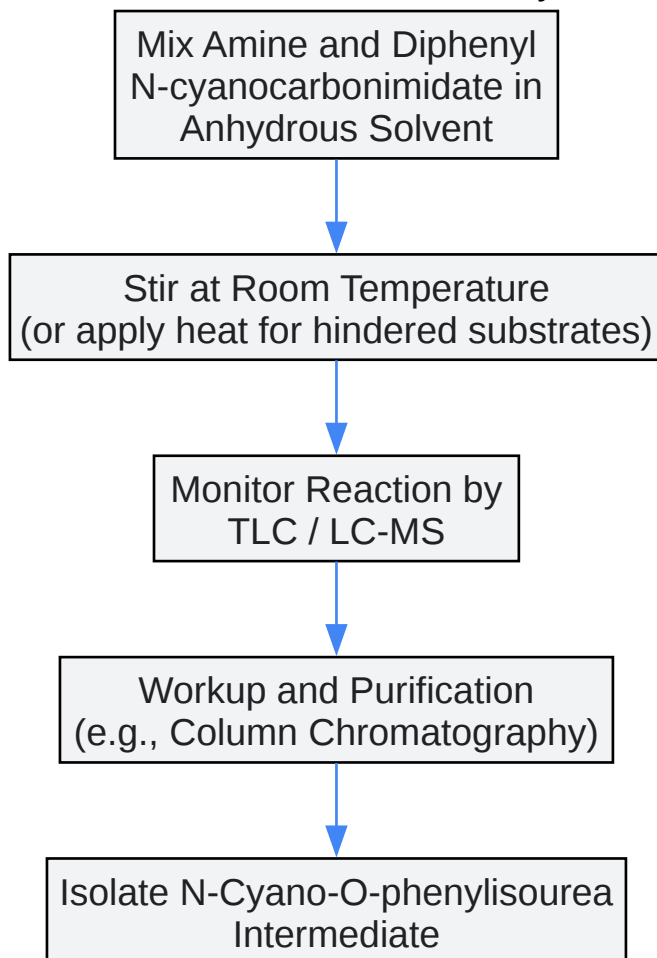 Mix Amine and Diphenyl
N-cyanocarbonimidate in
Anhydrous Solvent
Stir at Room Temperature
(or apply heat for hindered substrates)
Monitor Reaction by
TLC / LC-MS
Workup and Purification
(e.g., Column Chromatography)
Isolate N-Cyano-O-phenylisourea
Intermediate